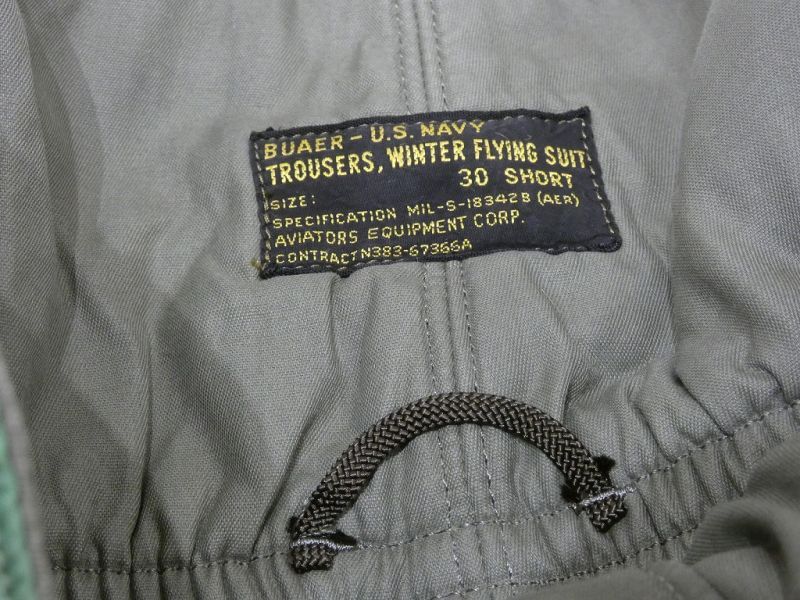 BUAER - U.S. NAVY
TROUSERS, WINTER FLYING SUIT
30 SHORT
SIZE:
SPECIFICATION MIL-S-18342B (AER)
AVIATORS EQUIPMENT CORP.
CONTRACT N383-67366A